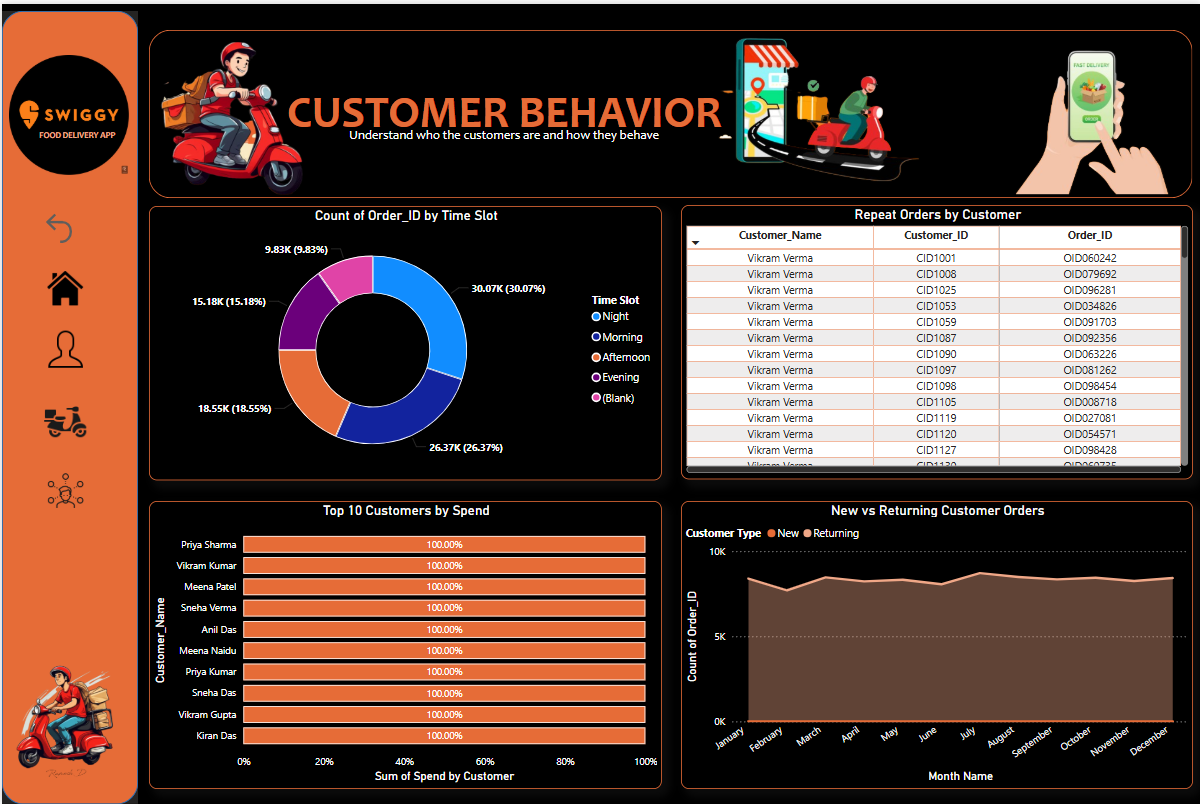 SWIGGY
FOOD DELIVERY APP
CUSTOMER BEHAVIOR
Understand who the customers are and how they behave
FAST DELIVERY
Count of Order_ID by Time Slot
9.83K (9.83%)
30.07K (30.07%)
15.18K (15.18%)
18.55K (18.55%)
26.37K (26.37%)
Time Slot
Night
Morning
Afternoon
Evening
(Blank)
Repeat Orders by Customer
Customer_Name Customer_ID Order_ID
Vikram Verma CID1001 OID060242
Vikram Verma CID1008 OID079692
Vikram Verma CID1025 OID096281
Vikram Verma CID1053 OID034826
Vikram Verma CID1059 OID091703
Vikram Verma CID1087 OID092356
Vikram Verma CID1090 OID063226
Vikram Verma CID1097 OID081262
Vikram Verma CID1098 OID098454
Vikram Verma CID1105 OID008718
Vikram Verma CID1119 OID027081
Vikram Verma CID1120 OID054571
Vikram Verma CID1127 OID098428
Vikram Verma
Top 10 Customers by Spend
Customer_Name
Priya Sharma 100.00%
Vikram Kumar 100.00%
Meena Patel 100.00%
Sneha Verma 100.00%
Anil Das 100.00%
Meena Naidu 100.00%
Priya Kumar 100.00%
Sneha Das 100.00%
Vikram Gupta 100.00%
Kiran Das 100.00%
0% 20% 40% 60% 80% 100%
Sum of Spend by Customer
New vs Returning Customer Orders
Customer Type New Returning
Count of Order_ID
10K
5K
0K
January February March April May June July August September October November December
Month Name